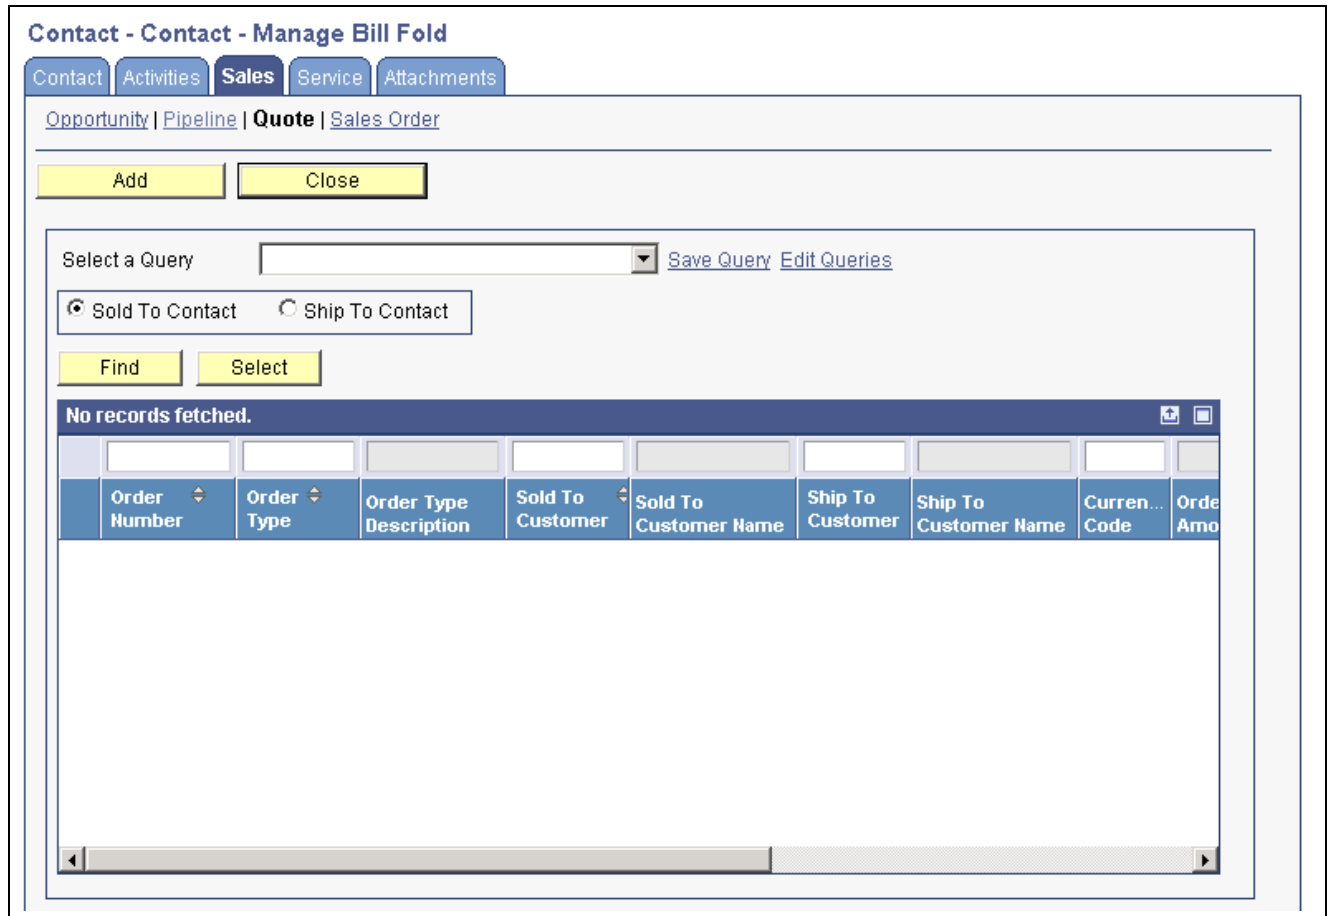 Contact - Contact - Manage Bill Fold
Contact Activities Sales Service Attachments
Opportunity | Pipeline | Quote | Sales Order
Add Close
Select a Query Save Query Edit Queries
Sold To Contact Ship To Contact
Find Select
No records fetched.
Order Number Order Type Order Type Description Sold To Customer Sold To Customer Name Ship To Customer Ship To Customer Name Curren... Code Orde Amo